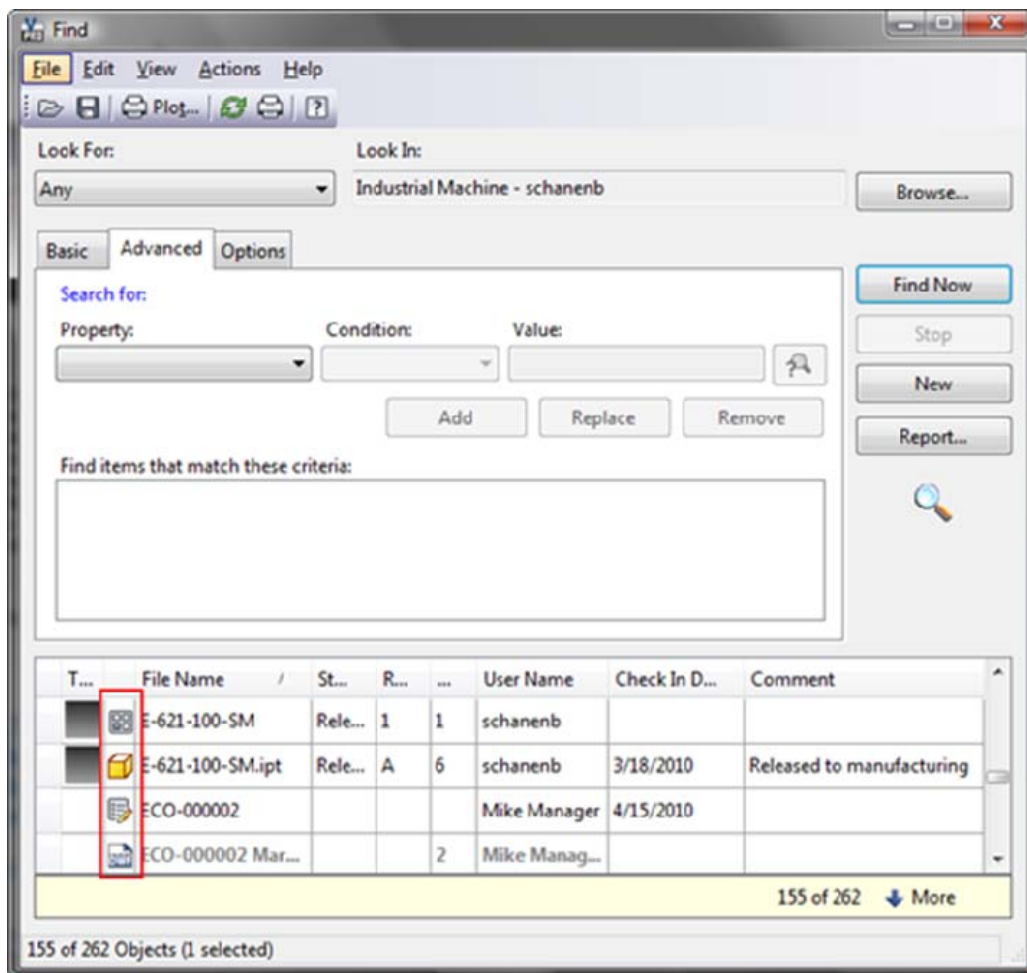 Find
File Edit View Actions Help
Plot...
Look For: Look In:
Any Industrial Machine - schanenb Browse...
Basic Advanced Options
Find Now
Search for:
Property: Condition: Value:
Stop
New
Add Replace Remove
Report...
Find items that match these criteria:
T... File Name / St... R... ... User Name Check In D... Comment
E-621-100-SM Rele... 1 1 schanenb
E-621-100-SM.ipt Rele... A 6 schanenb 3/18/2010 Released to manufacturing
ECO-000002 Mike Manager 4/15/2010
ECO-000002 Mar... 2 Mike Manag...
155 of 262 More
155 of 262 Objects (1 selected)